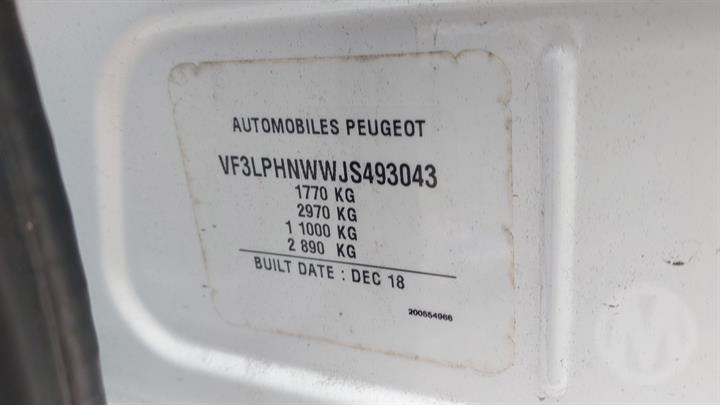 AUTOMOBILES PEUGEOT
VF3LPHNWWJS493043
1770 KG
2970 KG
1 1000 KG
2 890 KG
BUILT DATE : DEC 18
200554966
M